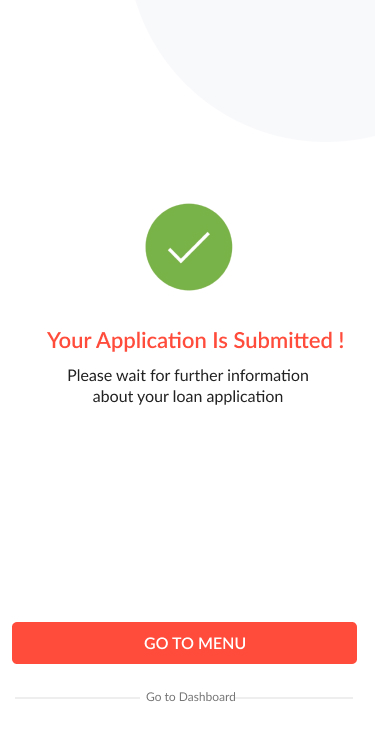 Your Application Is Submitted !
Please wait for further information
about your loan application
GO TO MENU
Go to Dashboard